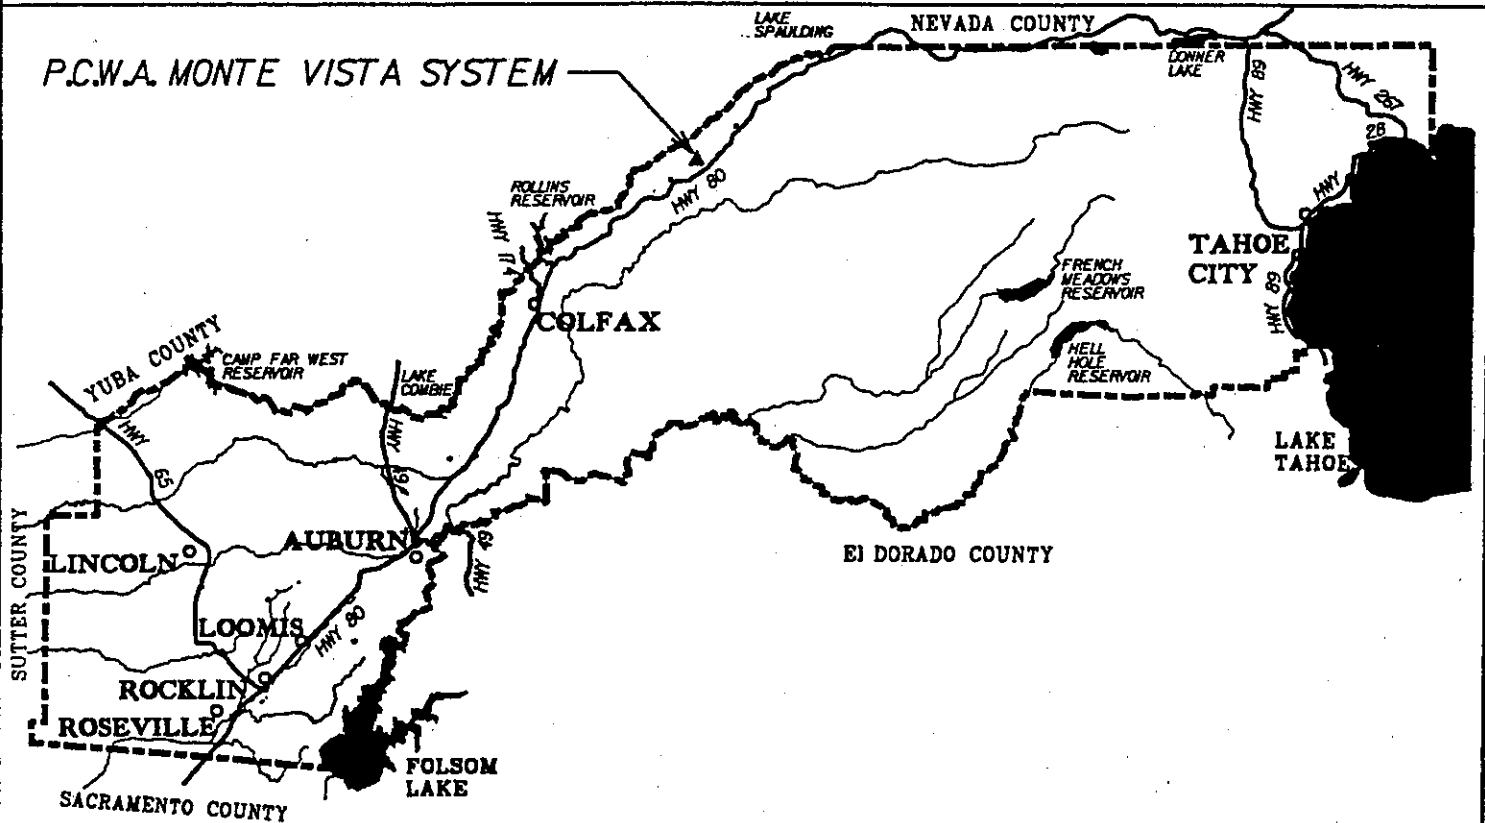 LAKE
SPAULDING
NEVADA COUNTY
P.C.W.A. MONTE VISTA SYSTEM
DONNER
LAKE
HWY 89
HWY 267
28
HWY
ROLLINS
RESERVOIR
HWY 80
HWY 174
TAHOE
CITY
FRENCH
MEADOWS
RESERVOIR
HWY 89
COLFAX
YUBA COUNTY
CAMP FAR WEST
RESERVOIR
LAKE
COMBIE
HELL
HOLE
RESERVOIR
HWY
65
HWY
49
LAKE
TAHOE
SUTTER COUNTY
AUBURN
LINCOLN
HWY 49
El DORADO COUNTY
LOOMIS
HWY 80
ROCKLIN
ROSEVILLE
FOLSOM
LAKE
SACRAMENTO COUNTY